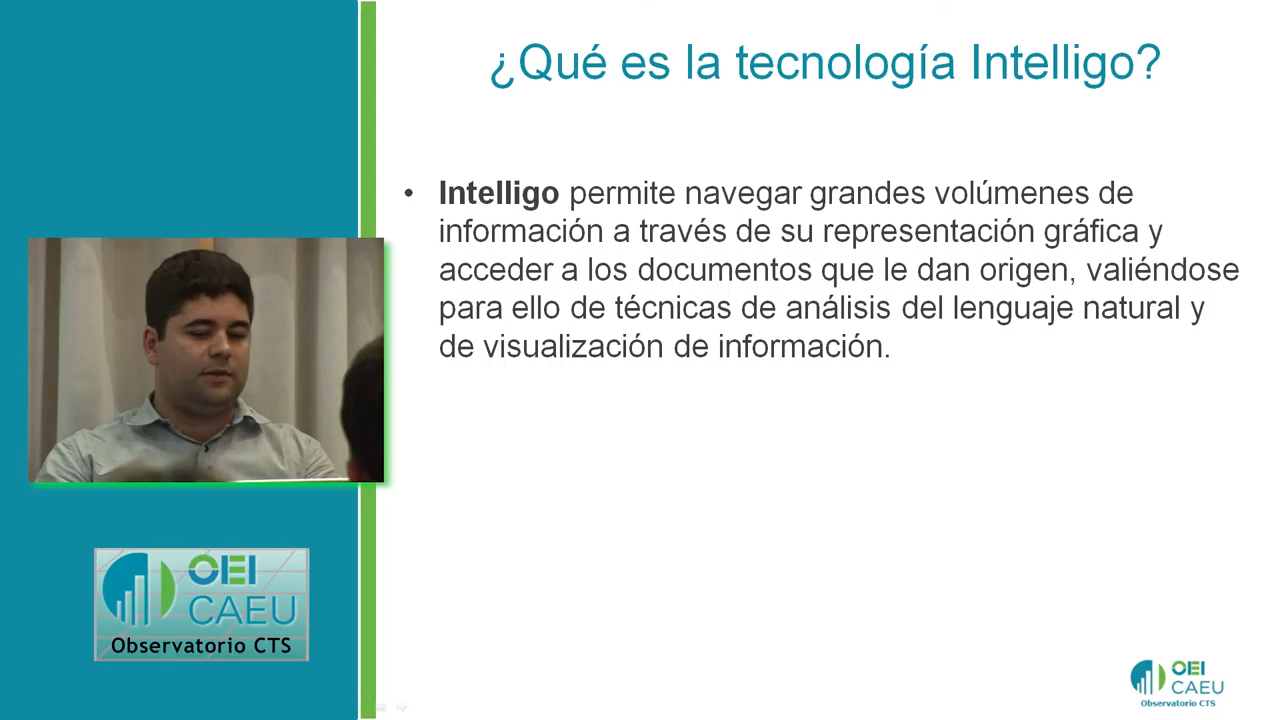 ¿Qué es la tecnología Intelligo?
• Intelligo permite navegar grandes volúmenes de
información a través de su representación gráfica y
acceder a los documentos que le dan origen, valiéndose
para ello de técnicas de análisis del lenguaje natural y
de visualización de información.
OEI
CAEU
Observatorio CTS
OEI
CAEU
Observatorio CTS